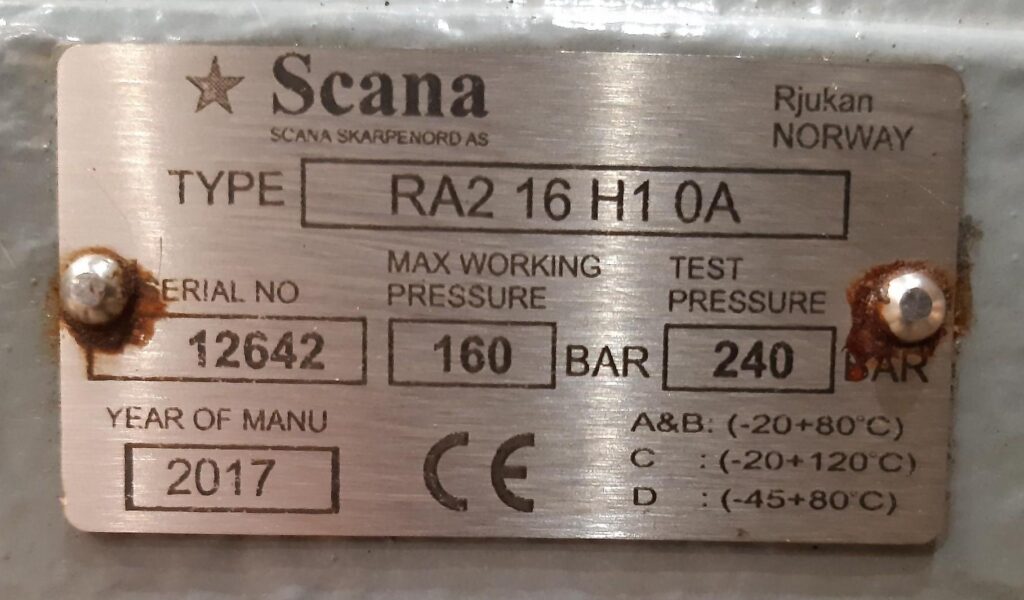 Scana
SCANA SKARPENORD AS
Rjukan
NORWAY
TYPE RA2 16 H1 0A
SERIAL NO
12642
MAX WORKING
PRESSURE
160 BAR
TEST
PRESSURE
240 BAR
YEAR OF MANU
2017
CE
A&B: (-20+80°C)
C : (-20+120°C)
D : (-45+80°C)